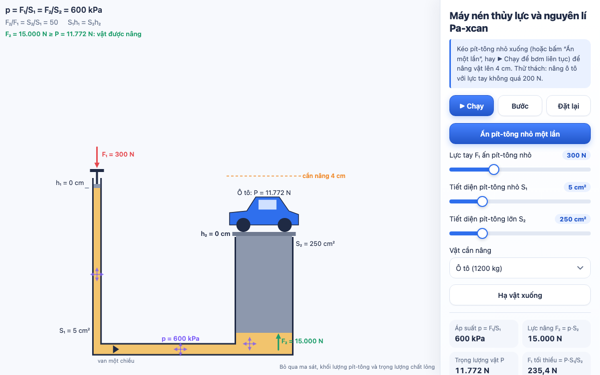 p = F₁/S₁ = F₂/S₂ = 600 kPa
F₂/F₁ = S₂/S₁ = 50 S₁h₁ = S₂h₂
F₂ = 15.000 N ≥ P = 11.772 N: vật được nâng
F₁ = 300 N
h₁ = 0 cm
cần nâng 4 cm
Ô tô: P = 11.772 N
h₂ = 0 cm
S₂ = 250 cm²
S₁ = 5 cm²
p = 600 kPa
F₂ = 15.000 N
van một chiều
Bỏ qua ma sát, khối lượng pít-tông và trọng lượng chất lỏng
Máy nén thủy lực và nguyên lí
Pa-xcan
Kéo pít-tông nhỏ xuống (hoặc bấm “Ấn
một lần”, hay ▶ Chạy để bơm liên tục) để
nâng vật lên 4 cm. Thử thách: nâng ô tô
với lực tay không quá 200 N.
▶ Chạy
Bước
Đặt lại
Ấn pít-tông nhỏ một lần
Lực tay F₁ ấn pít-tông nhỏ
300 N
Tiết diện pít-tông nhỏ S₁
5 cm²
Tiết diện pít-tông lớn S₂
250 cm²
Vật cần nâng
Ô tô (1200 kg)
Hạ vật xuống
Áp suất p = F₁/S₁
600 kPa
Lực nâng F₂ = p·S₂
15.000 N
Trọng lượng vật P
11.772 N
F₁ tối thiểu = P·S₁/S₂
235,4 N